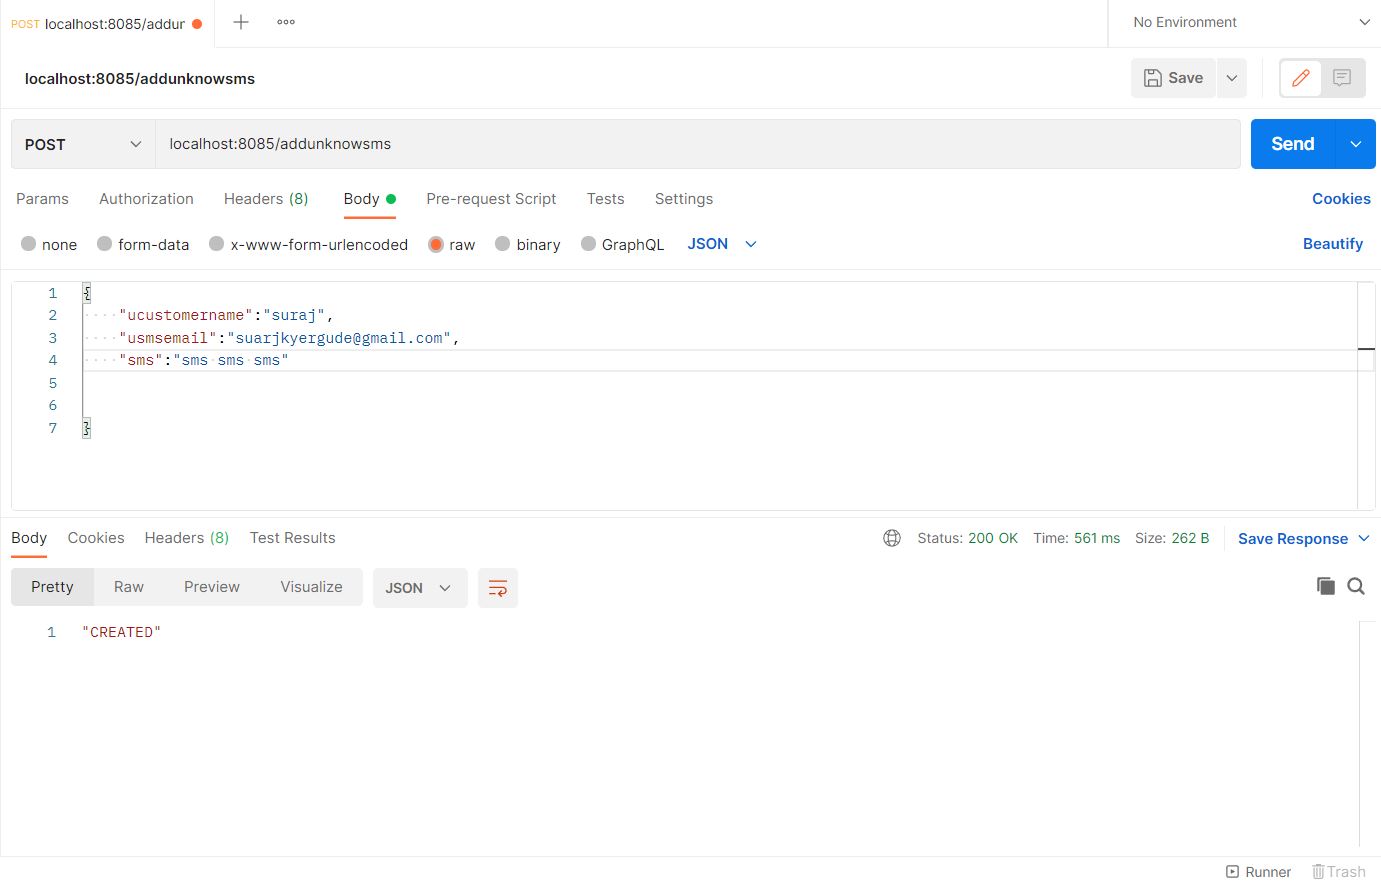 POST localhost:8085/addur
No Environment
localhost:8085/addunknowsms
Save
POST localhost:8085/addunknowsms Send
Params Authorization Headers (8) Body Pre-request Script Tests Settings Cookies
none form-data x-www-form-urlencoded raw binary GraphQL JSON Beautify
1 {
2 "ucustomername":"suraj",
3 "usmsemail":"suarjkyergude@gmail.com",
4 "sms":"sms sms sms"
5
6
7 }
Body Cookies Headers (8) Test Results Status: 200 OK Time: 561 ms Size: 262 B Save Response
Pretty Raw Preview Visualize JSON
1 "CREATED"
Runner Trash